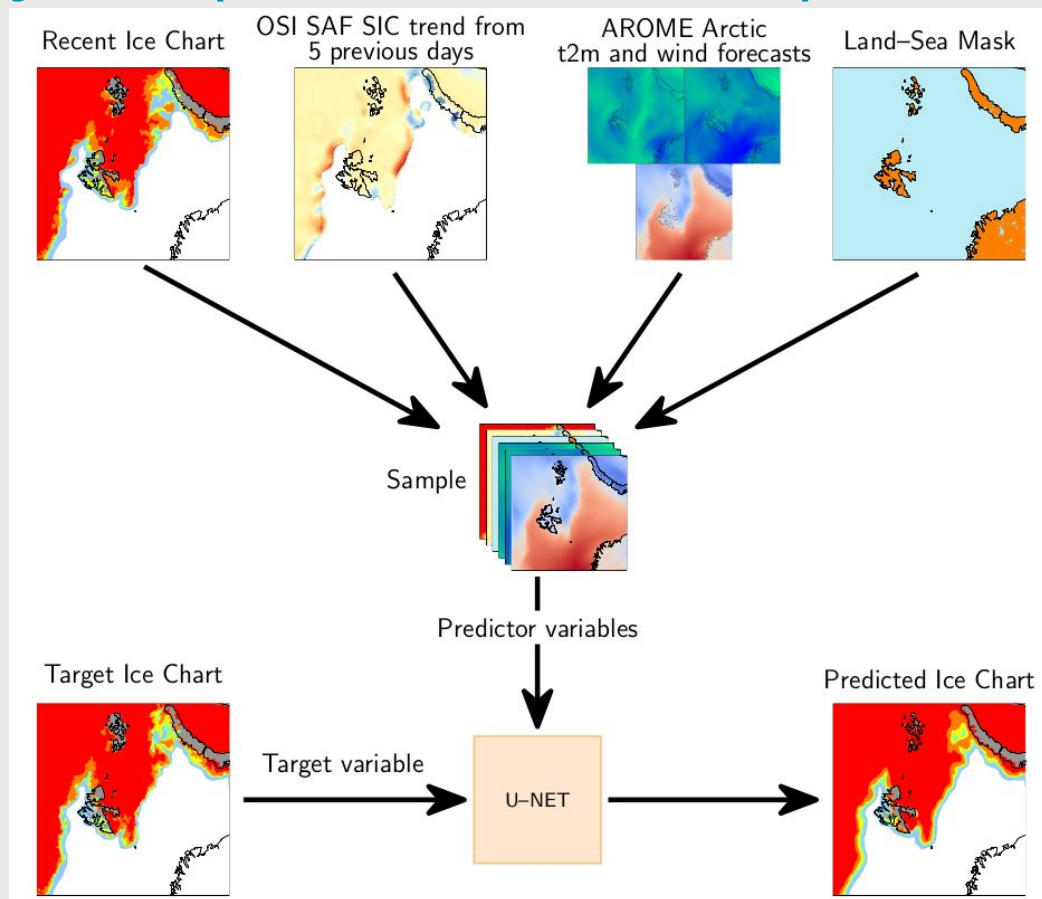 Recent Ice Chart
OSI SAF SIC trend from
5 previous days
AROME Arctic
t2m and wind forecasts
Land–Sea Mask
Sample
Predictor variables
Target Ice Chart
Predicted Ice Chart
Target variable
U–NET